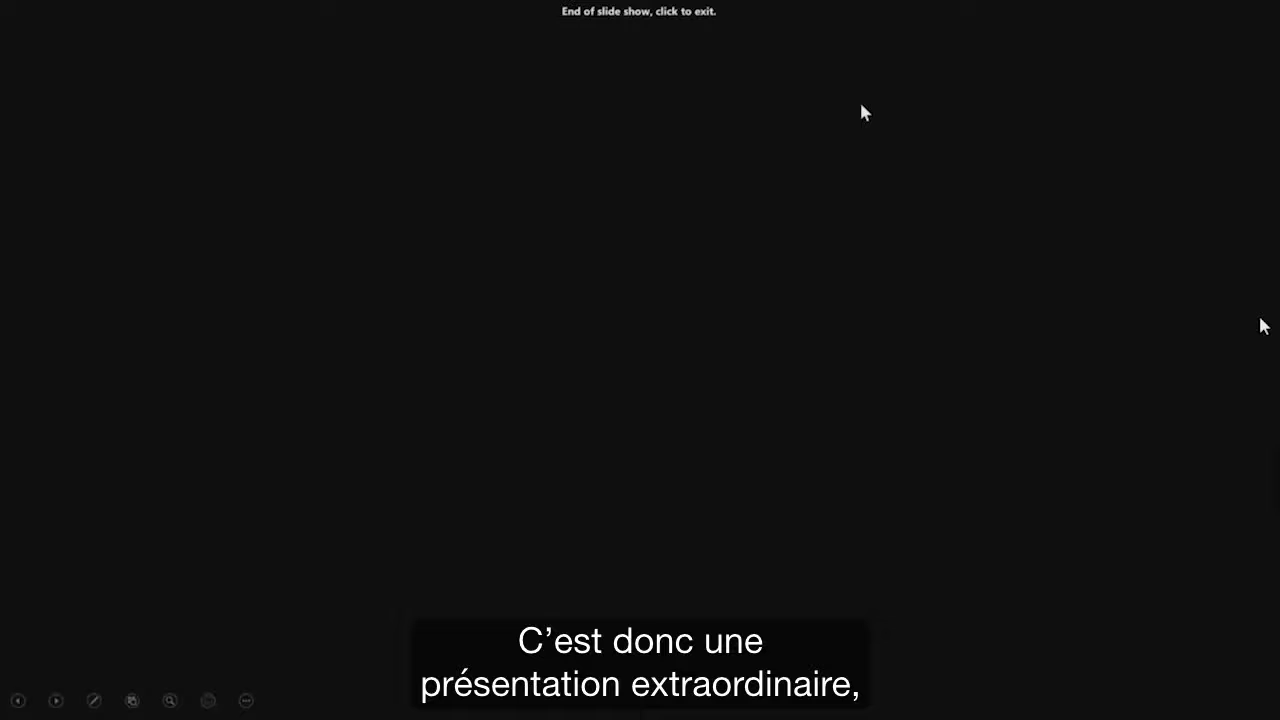 End of slide show, click to exit.
C’est donc une
présentation extraordinaire,